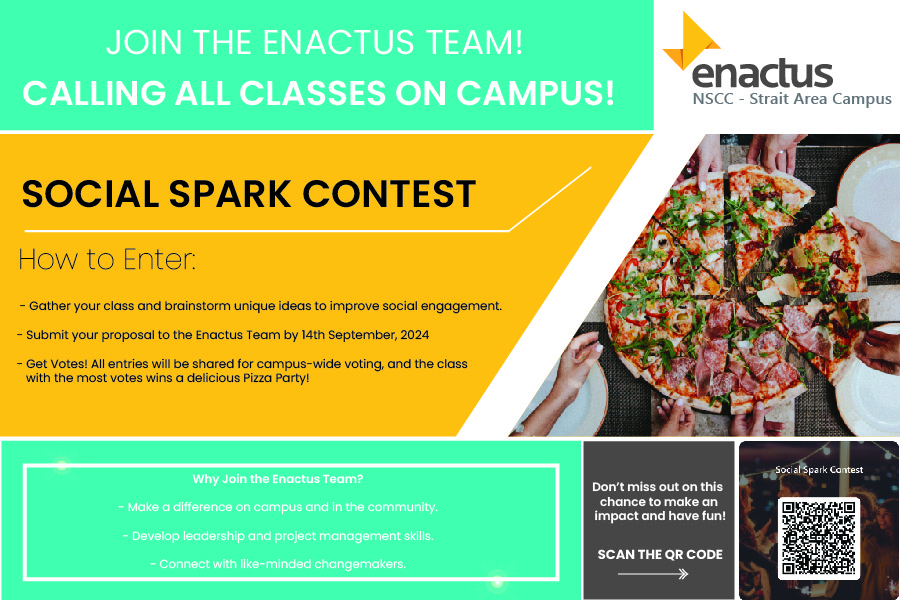 JOIN THE ENACTUS TEAM!
CALLING ALL CLASSES ON CAMPUS!
enactus
NSCC - Strait Area Campus
SOCIAL SPARK CONTEST
How to Enter:
- Gather your class and brainstorm unique ideas to improve social engagement.
- Submit your proposal to the Enactus Team by 14th September, 2024
- Get Votes! All entries will be shared for campus-wide voting, and the class
with the most votes wins a delicious Pizza Party!
Why Join the Enactus Team?
- Make a difference on campus and in the community.
- Develop leadership and project management skills.
- Connect with like-minded changemakers.
Don't miss out on this
chance to make an
impact and have fun!
SCAN THE QR CODE
Social Spark Contest